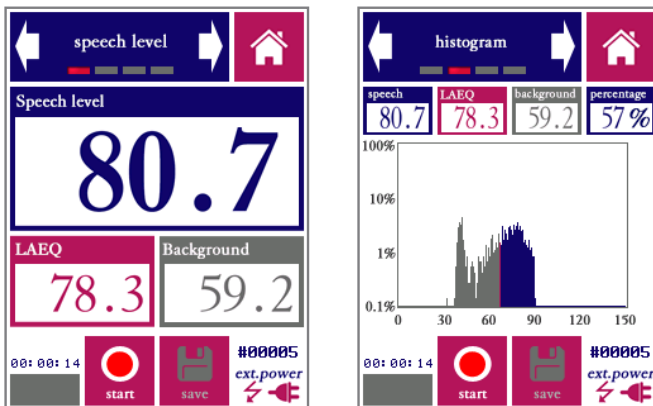 speech level
Speech level
80.7
LAEQ Background
78.3 59.2
00:00:14 #00005
ext.power
start save
histogram
speech LAEQ background percentage
80.7 78.3 59.2 57%
100%
10%
1%
0.1%
0 30 60 90 120 150
00:00:14 #00005
ext.power
start save